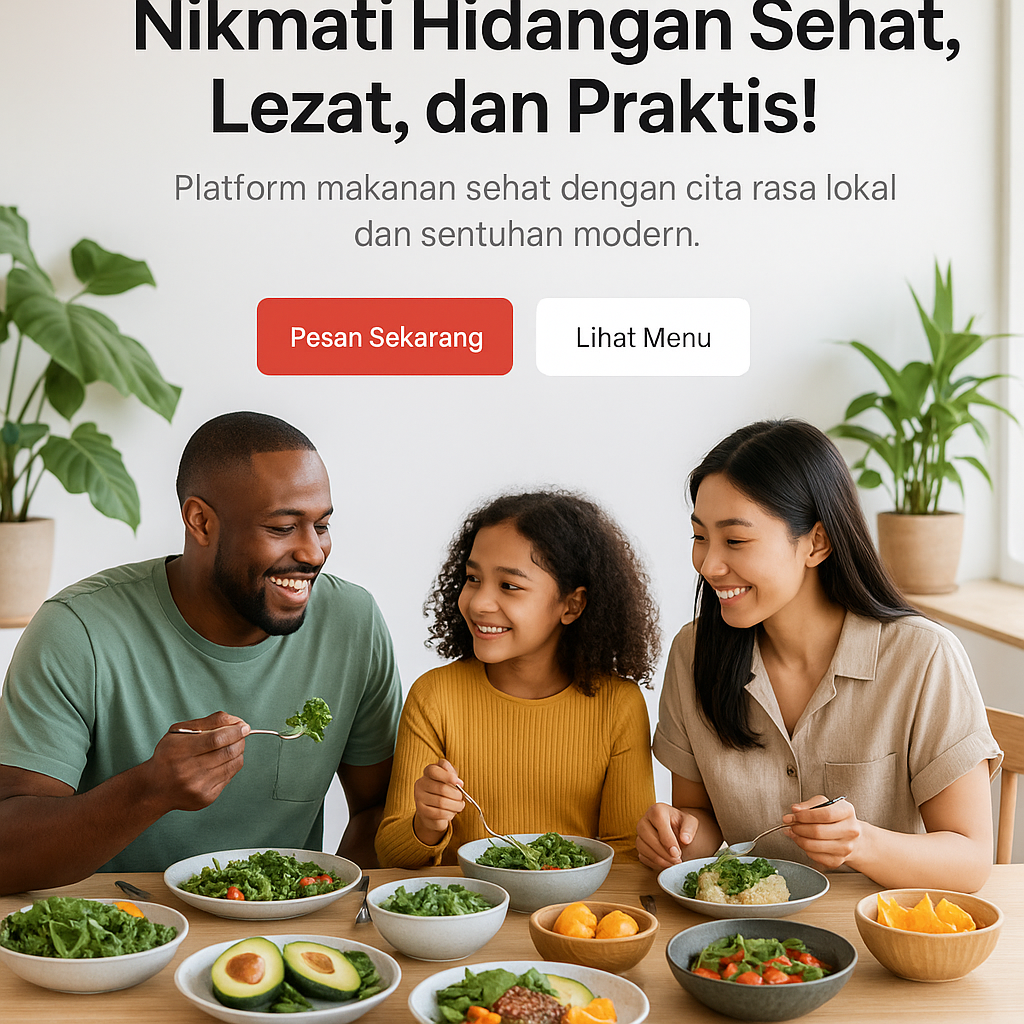 Nikmati Hidangan Sehat,
Lezat, dan Praktis!
Platform makanan sehat dengan cita rasa lokal
dan sentuhan modern.
Pesan Sekarang
Lihat Menu